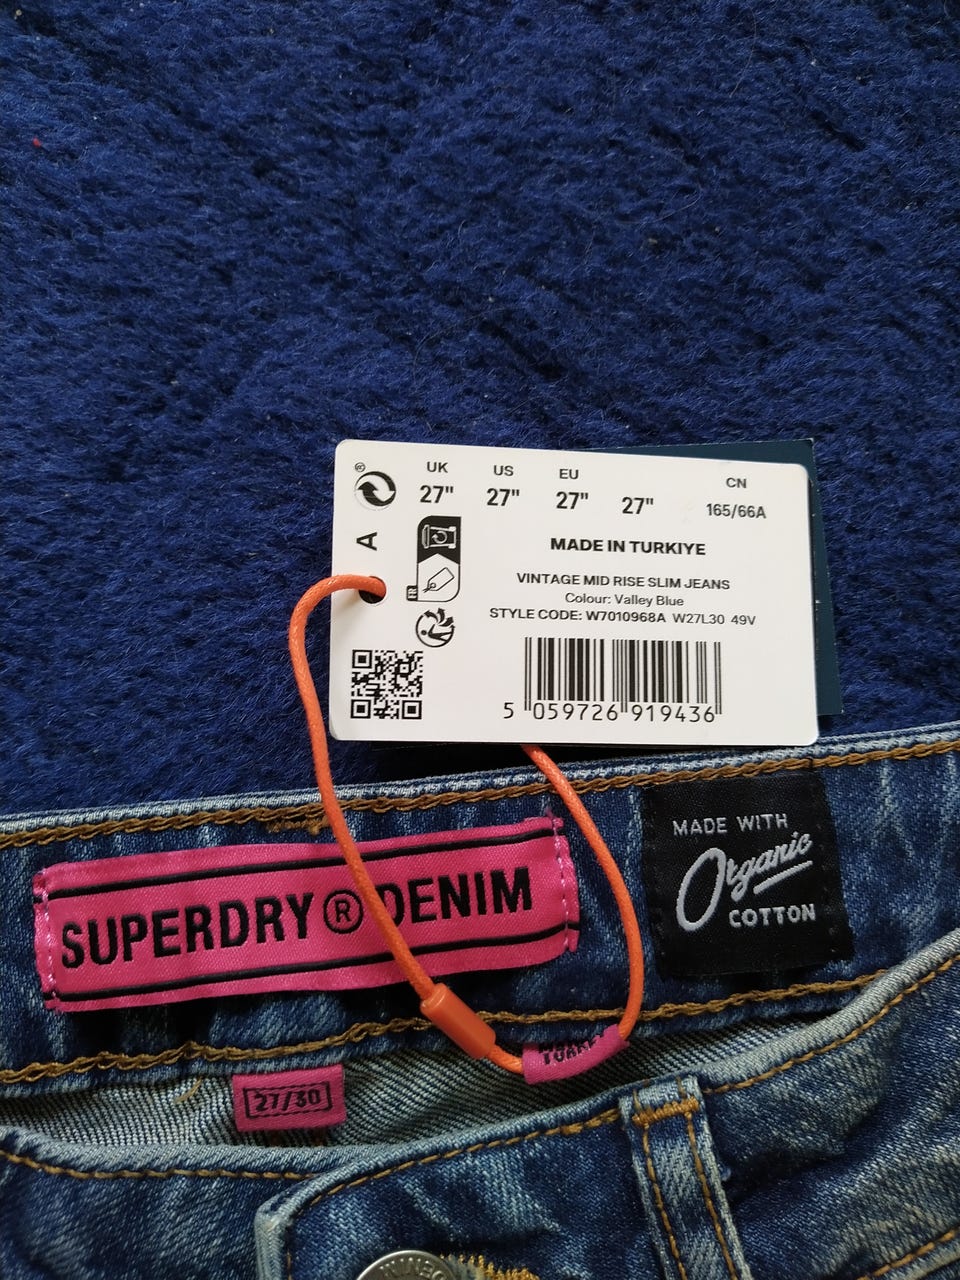 UK US EU CN
27" 27" 27" 27" 165/66A
A
MADE IN TURKIYE
VINTAGE MID RISE SLIM JEANS
Colour: Valley Blue
STYLE CODE: W7010968A W27L30 49V
5 059726 919436
SUPERDRY ® DENIM
MADE WITH
Organic
COTTON
27/30